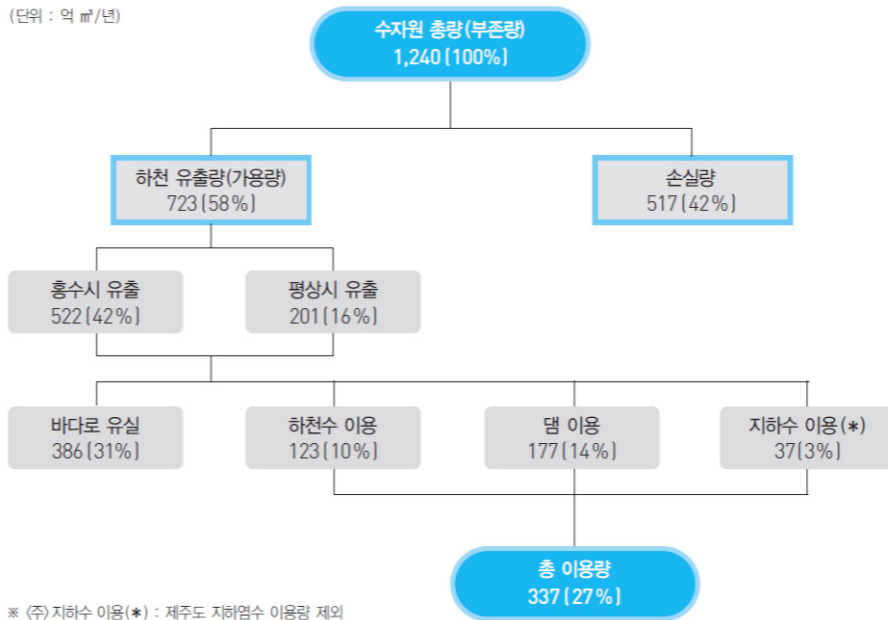 (단위 : 억 ㎥/년)
수자원 총량(부존량)
1,240(100%)
하천 유출량(가용량)
723(58%)
손실량
517(42%)
홍수시 유출
522(42%)
평상시 유출
201(16%)
바다로 유실
386(31%)
하천수 이용
123(10%)
댐 이용
177(14%)
지하수 이용(*)
37(3%)
총 이용량
337(27%)
※ 〈주〉 지하수 이용(*) : 제주도 지하염수 이용량 제외